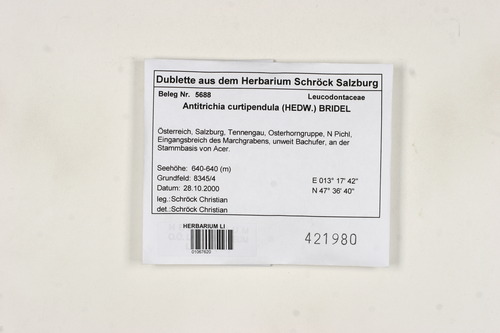 Dublette aus dem Herbarium Schröck Salzburg
Beleg Nr. 5688 Leucodontaceae
Antitrichia curtipendula (HEDW.) BRIDEL
Österreich, Salzburg, Tennengau, Osterhorngruppe, N Pichl,
Eingangsbreich des Marchgrabens, unweit Bachufer, an der
Stammbasis von Acer.
Seehöhe: 640-640 (m)
Grundfeld: 8345/4 E 013° 17' 42"
Datum: 28.10.2000 N 47° 36' 40"
leg.:Schröck Christian
det.:Schröck Christian
HERBARIUM LI
421980